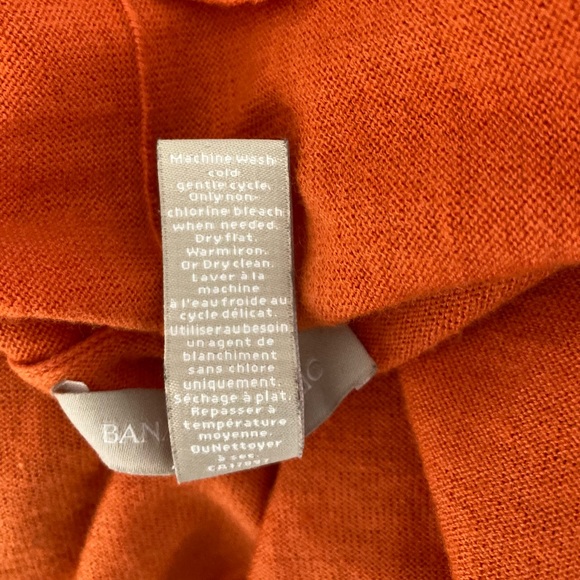 Machine wash
cold
gentle cycle.
Only non-
chlorine bleach
when needed.
Dry flat.
Warm iron.
Or Dry clean.
Laver à la
machine
à l'eau froide au
cycle délicat.
Utiliser au besoin
un agent de
blanchiment
sans chlore
uniquement.
Séchage à plat.
Repasser à
température
moyenne.
Ou Nettoyer
à sec.
BANA